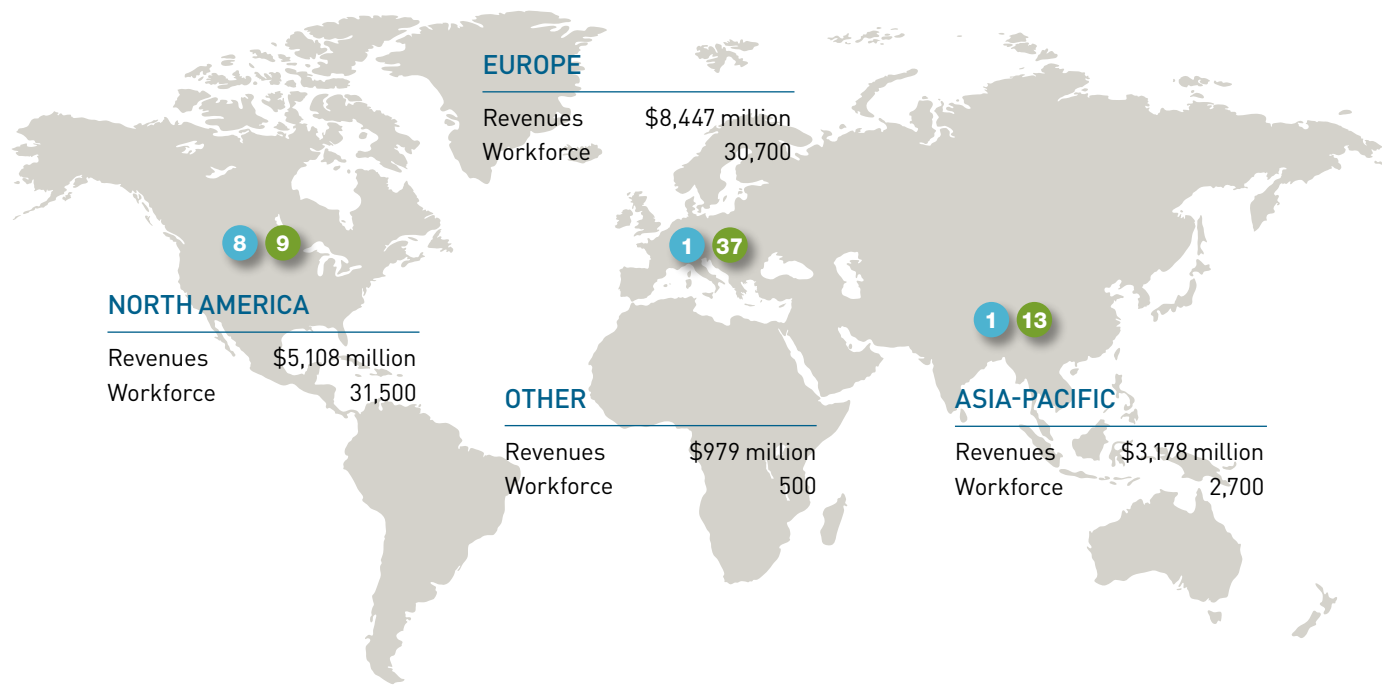 EUROPE
Revenues $8,447 million
Workforce 30,700
8 9
1 37
NORTH AMERICA
Revenues $5,108 million
Workforce 31,500
1 13
OTHER
Revenues $979 million
Workforce 500
ASIA-PACIFIC
Revenues $3,178 million
Workforce 2,700